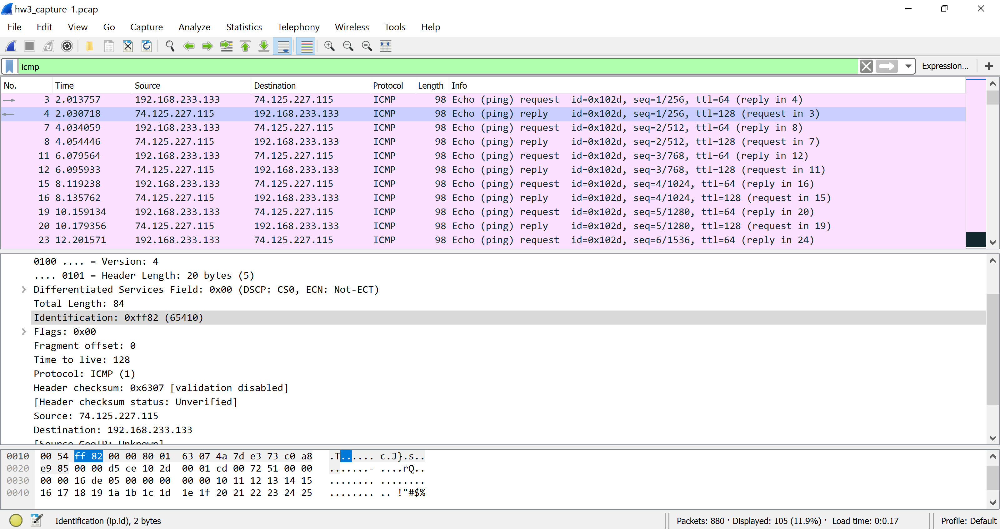 hw3_capture-1.pcap
File Edit View Go Capture Analyze Statistics Telephony Wireless Tools Help
icmp Expression... +
No. Time Source Destination Protocol Length Info
3 2.013757 192.168.233.133 74.125.227.115 ICMP 98 Echo (ping) request id=0x102d, seq=1/256, ttl=64 (reply in 4)
4 2.030718 74.125.227.115 192.168.233.133 ICMP 98 Echo (ping) reply id=0x102d, seq=1/256, ttl=128 (request in 3)
7 4.034059 192.168.233.133 74.125.227.115 ICMP 98 Echo (ping) request id=0x102d, seq=2/512, ttl=64 (reply in 8)
8 4.054446 74.125.227.115 192.168.233.133 ICMP 98 Echo (ping) reply id=0x102d, seq=2/512, ttl=128 (request in 7)
11 6.079564 192.168.233.133 74.125.227.115 ICMP 98 Echo (ping) request id=0x102d, seq=3/768, ttl=64 (reply in 12)
12 6.095933 74.125.227.115 192.168.233.133 ICMP 98 Echo (ping) reply id=0x102d, seq=3/768, ttl=128 (request in 11)
15 8.119238 192.168.233.133 74.125.227.115 ICMP 98 Echo (ping) request id=0x102d, seq=4/1024, ttl=64 (reply in 16)
16 8.135762 74.125.227.115 192.168.233.133 ICMP 98 Echo (ping) reply id=0x102d, seq=4/1024, ttl=128 (request in 15)
19 10.159134 192.168.233.133 74.125.227.115 ICMP 98 Echo (ping) request id=0x102d, seq=5/1280, ttl=64 (reply in 20)
20 10.179356 74.125.227.115 192.168.233.133 ICMP 98 Echo (ping) reply id=0x102d, seq=5/1280, ttl=128 (request in 19)
23 12.201571 192.168.233.133 74.125.227.115 ICMP 98 Echo (ping) request id=0x102d, seq=6/1536, ttl=64 (reply in 24)
0100 .... = Version: 4
.... 0101 = Header Length: 20 bytes (5)
Differentiated Services Field: 0x00 (DSCP: CS0, ECN: Not-ECT)
Total Length: 84
Identification: 0xff82 (65410)
Flags: 0x00
Fragment offset: 0
Time to live: 128
Protocol: ICMP (1)
Header checksum: 0x6307 [validation disabled]
[Header checksum status: Unverified]
Source: 74.125.227.115
Destination: 192.168.233.133
[Source GeoIP: Unknown]
0010 00 54 ff 82 00 00 80 01 63 07 4a 7d e3 73 c0 a8 .T...... c.J}.s..
0020 e9 85 00 00 d5 ce 10 2d 00 01 cd 00 72 51 00 00 .......- ....rQ..
0030 00 00 16 de 05 00 00 00 00 00 10 11 12 13 14 15 ........ ........
0040 16 17 18 19 1a 1b 1c 1d 1e 1f 20 21 22 23 24 25 ........ .. !"#$%
Identification (ip.id), 2 bytes Packets: 880 · Displayed: 105 (11.9%) · Load time: 0:0.17 Profile: Default